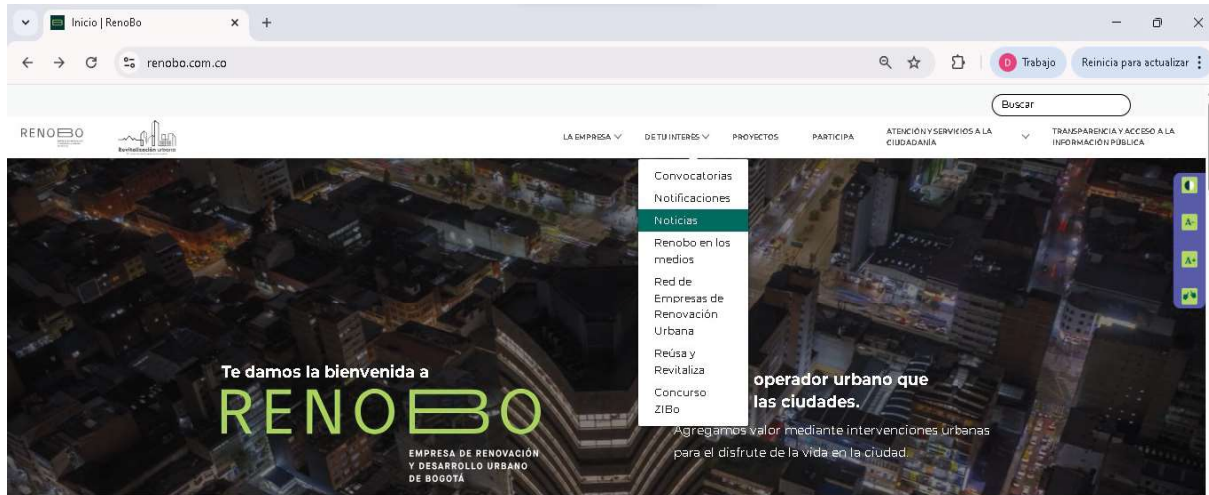 Inicio | RenoBo
renobo.com.co
D Trabajo
Reinicia para actualizar
Buscar
RENOBO
Revitalización urbana
LA EMPRESA
DE TU INTERÉS
PROYECTOS
PARTICIPA
ATENCIÓN Y SERVICIOS A LA
CIUDADANÍA
TRANSPARENCIA Y ACCESO A LA
INFORMACIÓN PÚBLICA
Convocatorias
Notificaciones
Noticias
Renobo en los
medios
Red de
Empresas de
Renovación
Urbana
Reúsa y
Revitaliza
Concurso
ZIBo
A-
A+
Te damos la bienvenida a
RENOBO
EMPRESA DE RENOVACIÓN
Y DESARROLLO URBANO
DE BOGOTÁ
operador urbano que
las ciudades.
Agregamos valor mediante intervenciones urbanas
para el disfrute de la vida en la ciudad.